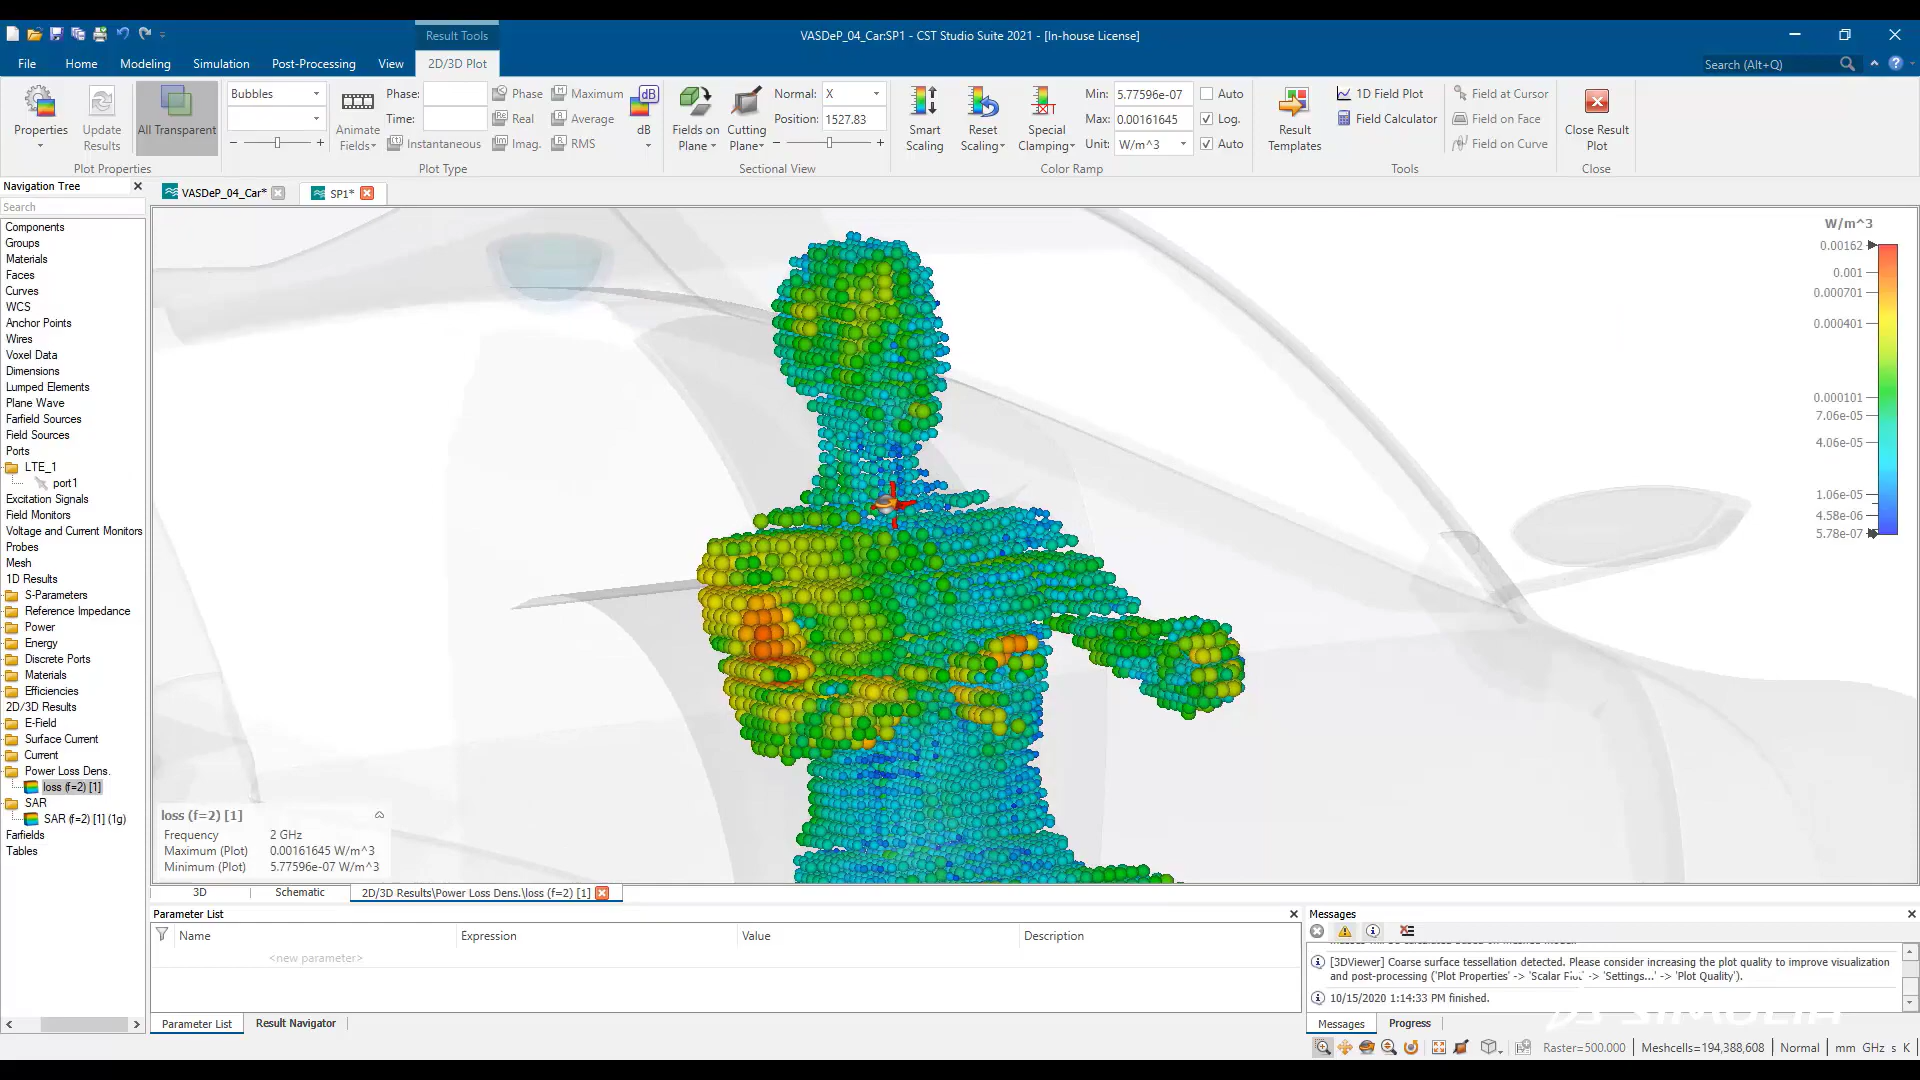 Result Tools
VASDeP_04_Car:SP1 - CST Studio Suite 2021 - [In-house License]
File Home Modeling Simulation Post-Processing View 2D/3D Plot
Search (Alt+Q)
Properties
Update Results
All Transparent
Plot Properties
Bubbles
Animate Fields
Phase:
Time:
Instantaneous
Phase
Real
Imag.
Maximum
Average
RMS
dB
Plot Type
Fields on Plane
Cutting Plane
Normal: X
Position: 1527.83
Sectional View
Smart Scaling
Reset Scaling
Special Clamping
Min: 5.77596e-07 Auto
Max: 0.00161645 Log.
Unit: W/m^3 Auto
Color Ramp
Result Templates
1D Field Plot
Field Calculator
Field at Cursor
Field on Face
Field on Curve
Tools
Close Result Plot
Close
Navigation Tree
Search
VASDeP_04_Car*
SP1*
Components
Groups
Materials
Faces
Curves
WCS
Anchor Points
Wires
Voxel Data
Dimensions
Lumped Elements
Plane Wave
Farfield Sources
Field Sources
Ports
LTE_1
port1
Excitation Signals
Field Monitors
Voltage and Current Monitors
Probes
Mesh
1D Results
S-Parameters
Reference Impedance
Power
Energy
Discrete Ports
Materials
Efficiencies
2D/3D Results
E-Field
Surface Current
Current
Power Loss Dens.
loss (f=2) [1]
SAR
SAR (f=2) [1] (1g)
Farfields
Tables
W/m^3
0.00162
0.001
0.000701
0.000401
0.000101
7.06e-05
4.06e-05
1.06e-05
4.58e-06
5.78e-07
loss (f=2) [1]
Frequency 2 GHz
Maximum (Plot) 0.00161645 W/m^3
Minimum (Plot) 5.77596e-07 W/m^3
3D Schematic 2D/3D Results\Power Loss Dens.\loss (f=2) [1]
Parameter List
Name Expression Value Description
<new parameter>
Parameter List Result Navigator
Messages
[3DViewer] Coarse surface tessellation detected. Please consider increasing the plot quality to improve visualization
and post-processing ('Plot Properties' -> 'Scalar Plot' -> 'Settings...' -> 'Plot Quality').
10/15/2020 1:14:33 PM finished.
Messages Progress
Raster=500.000 Meshcells=194,388,608 Normal mm GHz s K